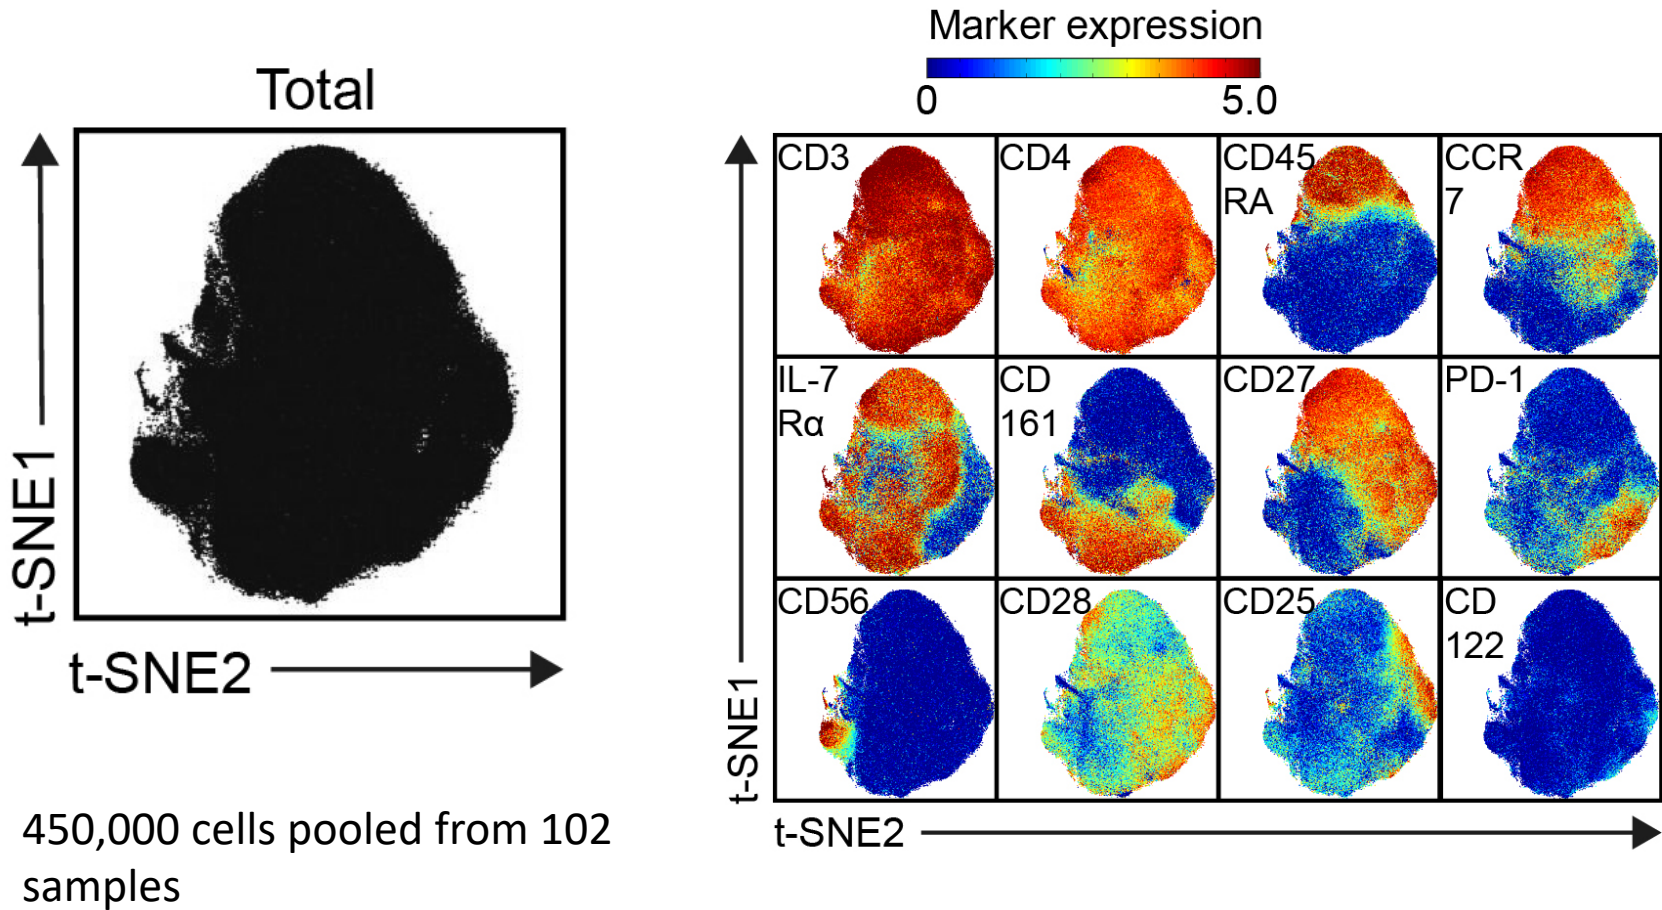 Total
t-SNE1
t-SNE2
450,000 cells pooled from 102
samples
Marker expression
0 5.0
CD3
CD4
CD45
RA
CCR
7
IL-7
Rα
CD
161
CD27
PD-1
CD56
CD28
CD25
CD
122
t-SNE1
t-SNE2